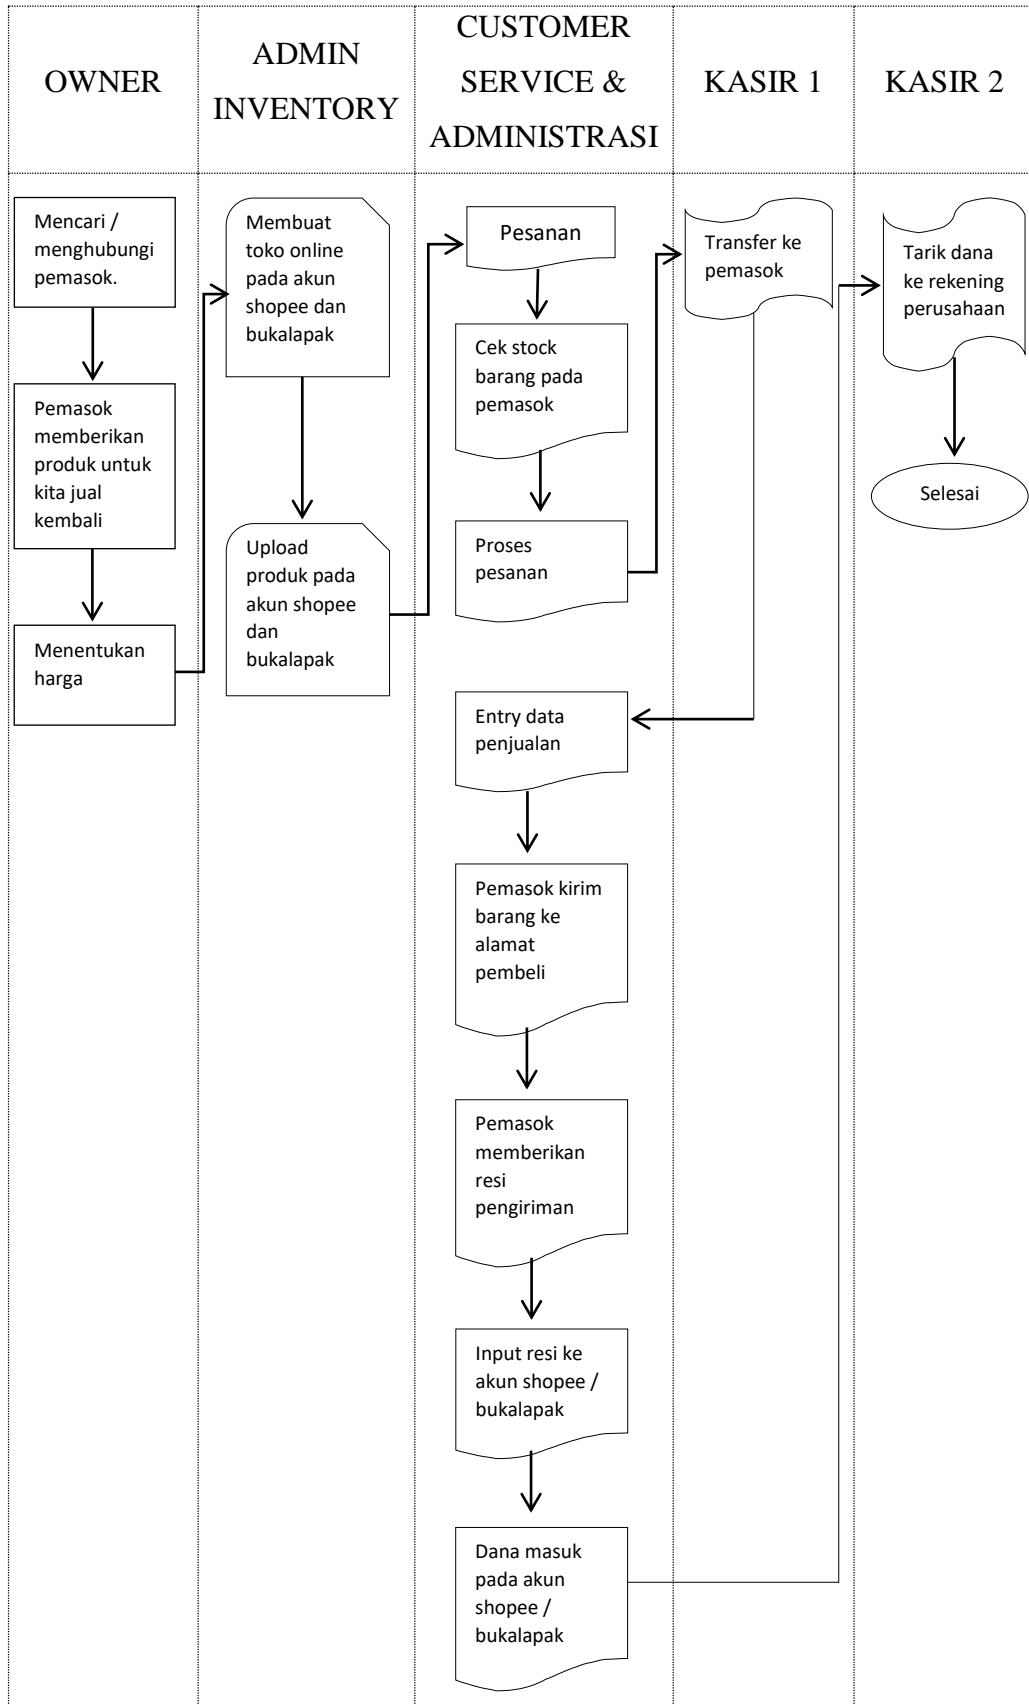 OWNER
ADMIN
INVENTORY
CUSTOMER
SERVICE &
ADMINISTRASI
KASIR 1
KASIR 2
Mencari /
menghubungi
pemasok.
Pemasok
memberikan
produk untuk
kita jual
kembali
Menentukan
harga
Membuat
toko online
pada akun
shopee dan
bukalapak
Upload
produk pada
akun shopee
dan
bukalapak
Pesanan
Cek stock
barang pada
pemasok
Proses
pesanan
Transfer ke
pemasok
Entry data
penjualan
Pemasok kirim
barang ke
alamat
pembeli
Pemasok
memberikan
resi
pengiriman
Input resi ke
akun shopee /
bukalapak
Dana masuk
pada akun
shopee /
bukalapak
Tarik dana
ke rekening
perusahaan
Selesai